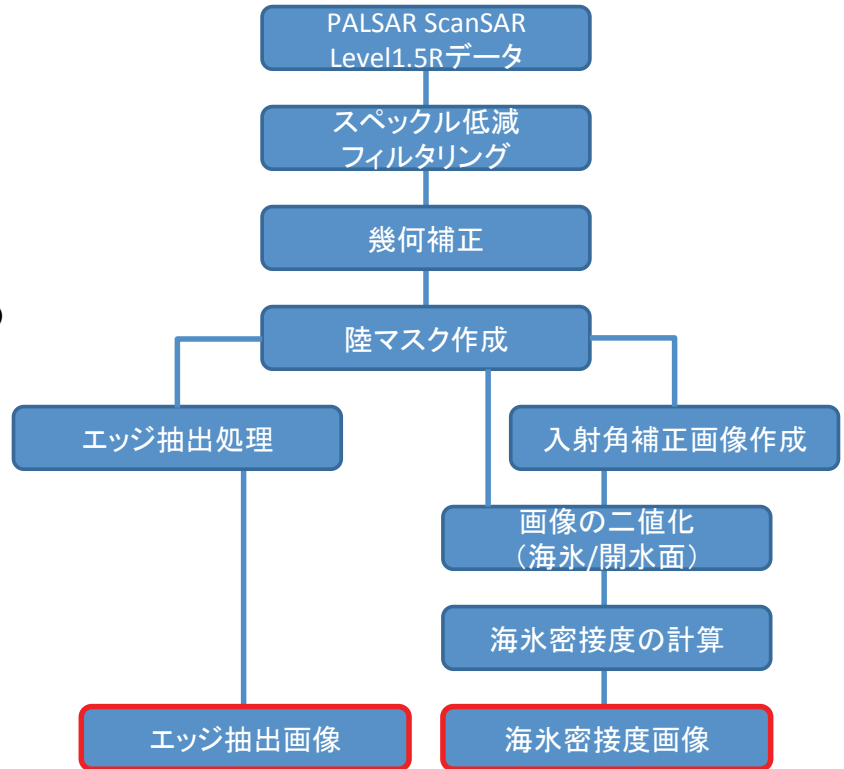 PALSAR ScanSAR
Level1.5Rデータ
スペックル低減
フィルタリング
幾何補正
)
陸マスク作成
エッジ抽出処理
入射角補正画像作成
画像の二値化
（海氷/開水面）
海氷密接度の計算
エッジ抽出画像
海氷密接度画像